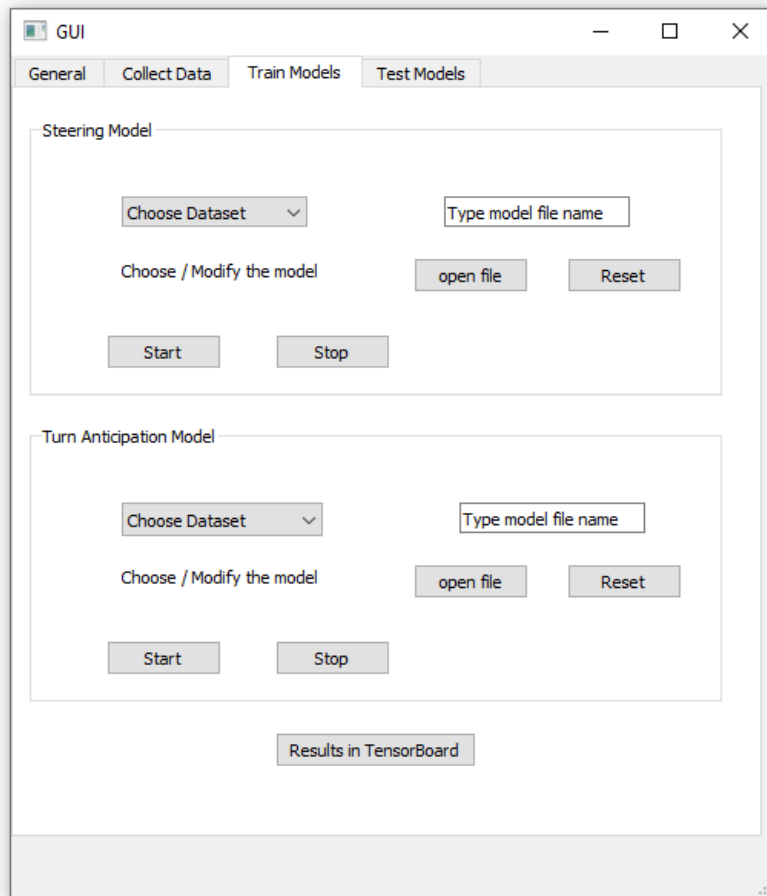 GUI
General Collect Data Train Models Test Models
Steering Model
Choose Dataset Type model file name
Choose / Modify the model open file Reset
Start Stop
Turn Anticipation Model
Choose Dataset Type model file name
Choose / Modify the model open file Reset
Start Stop
Results in TensorBoard